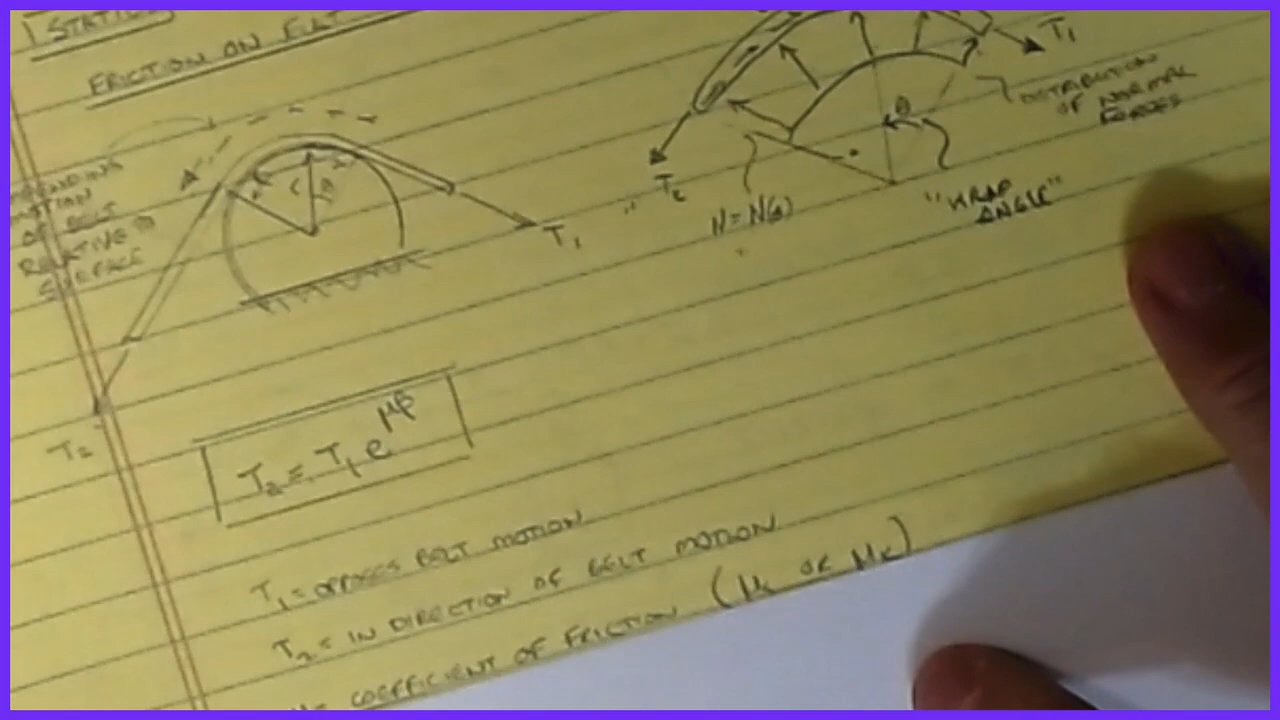 STATICS
FRICTION ON FLAT
MOTION
OF BELT
RELATIVE TO
SURFACE
T₁
T₂
T₁
DISTRIBUTION
OF NORMAL
FORCES
T₂
θ
N = N(θ)
"WRAP
ANGLE"
T₂ = T₁ e^μβ
T₁ = OPPOSES BELT MOTION
T₂ = IN DIRECTION OF BELT MOTION
COEFFICIENT OF FRICTION (μs OR μk)